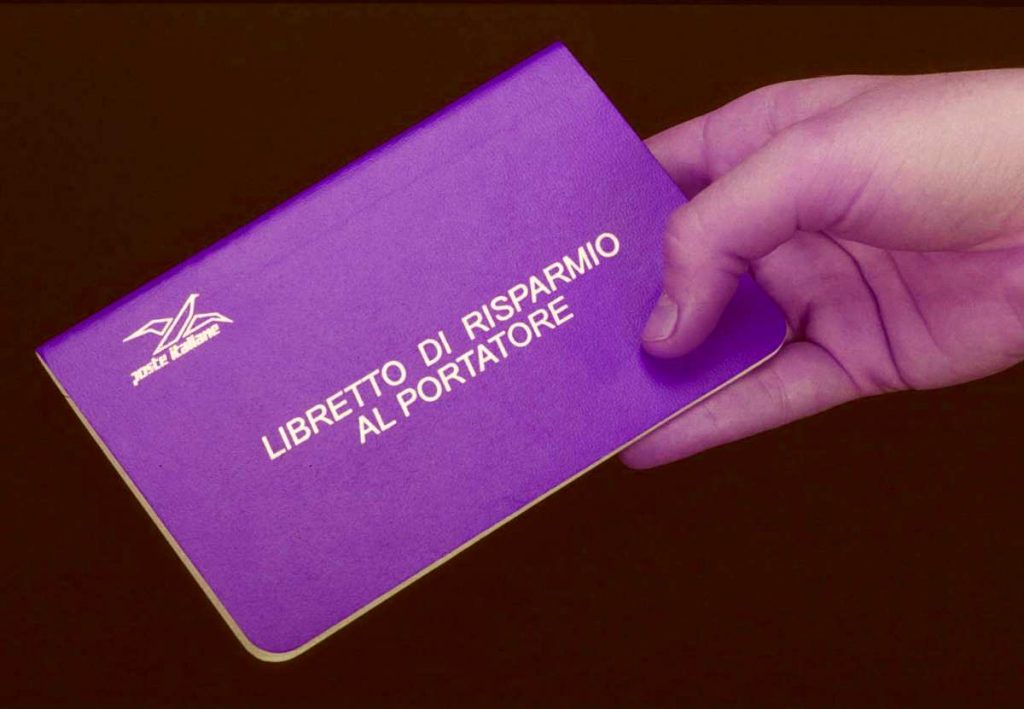 poste italiane
LIBRETTO DI RISPARMIO
AL PORTATORE